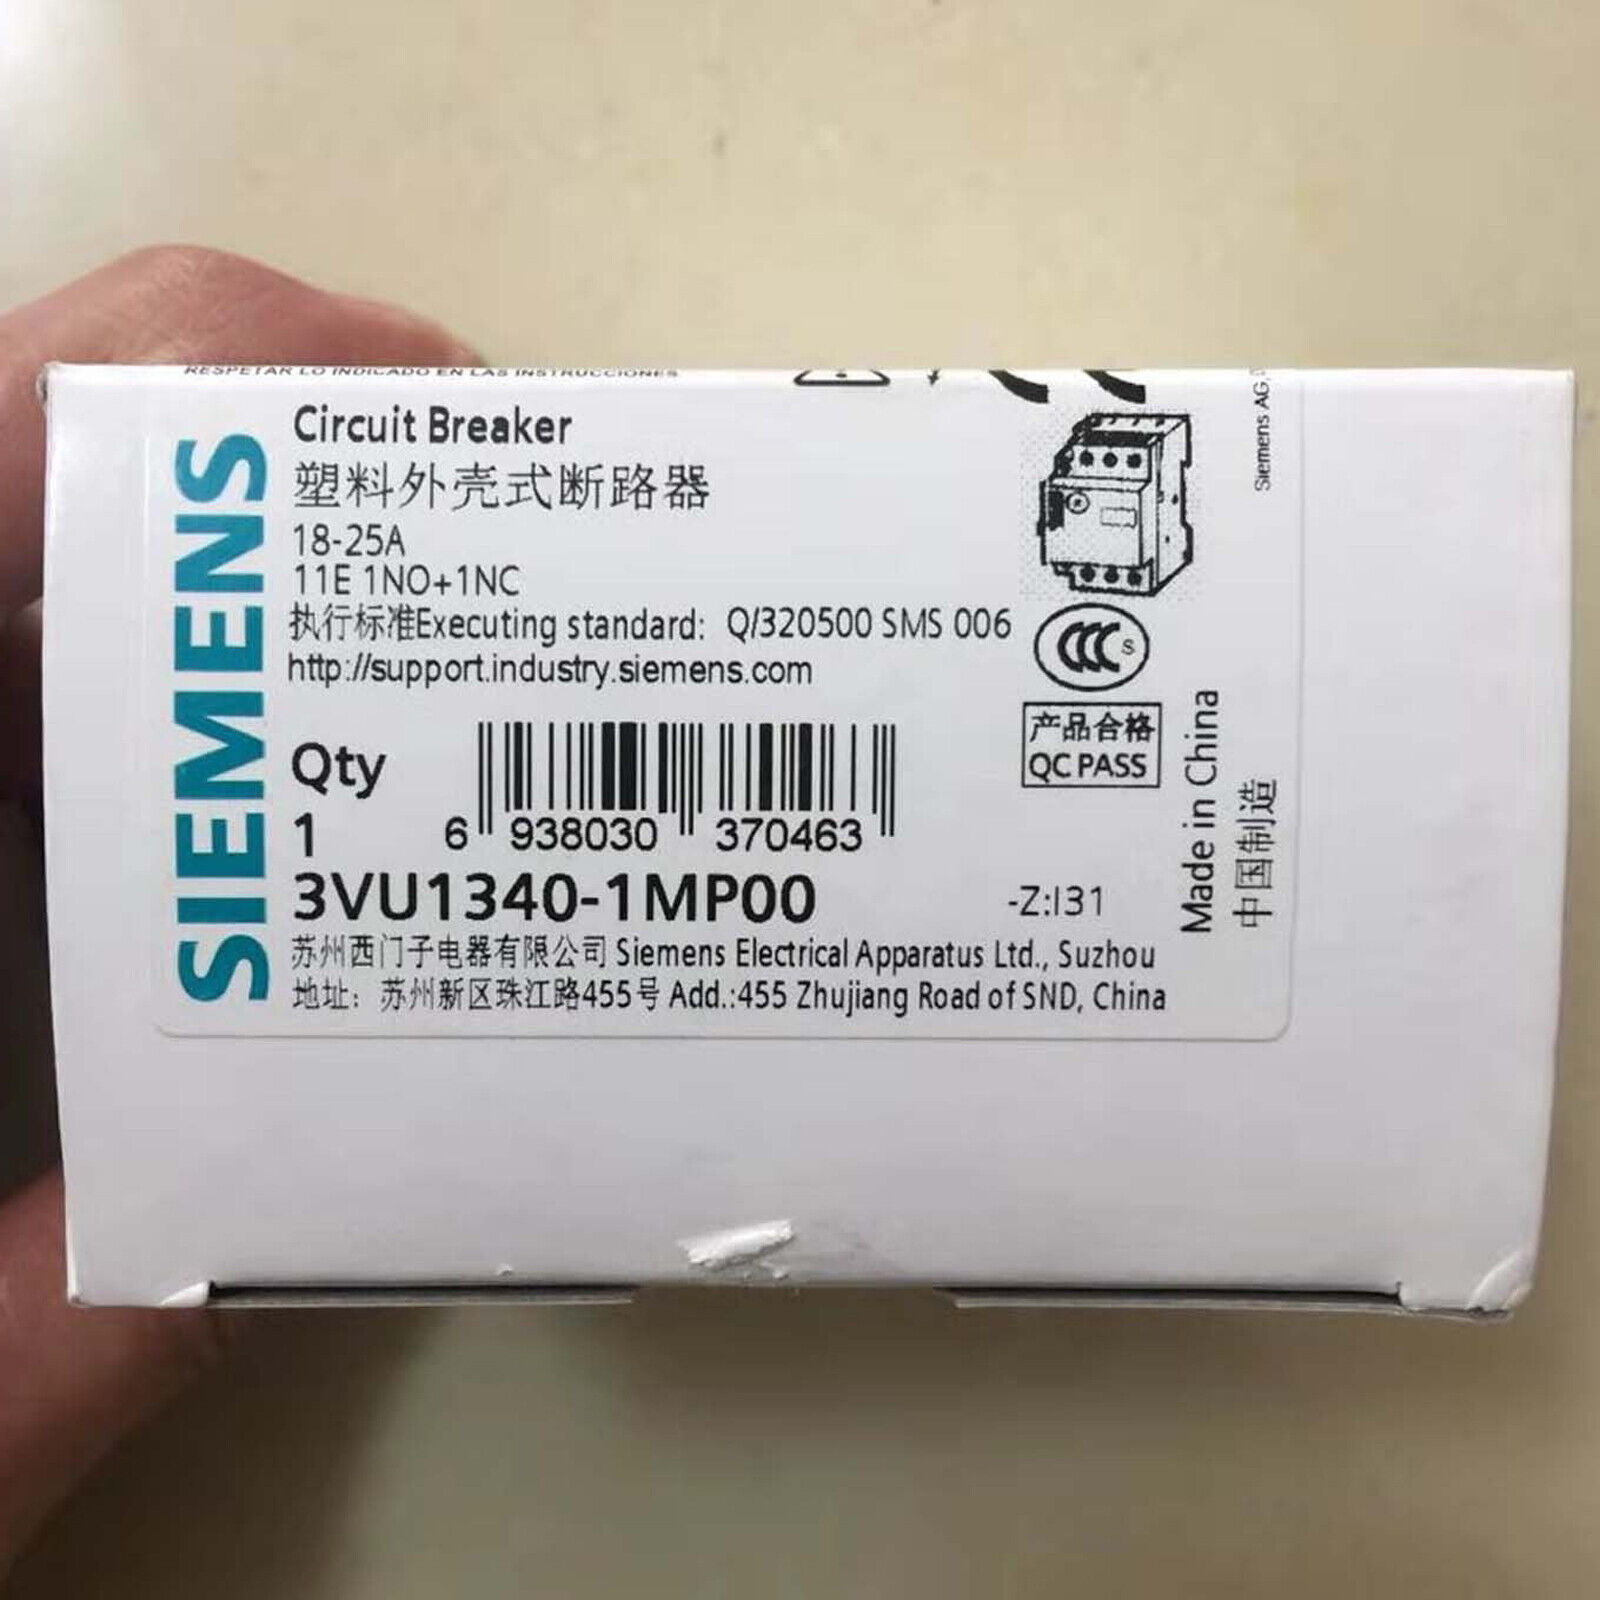 RESPETAR LO INDICADO EN LAS INSTRUCCIONES
SIEMENS
Circuit Breaker
塑料外壳式断路器
18-25A
11E 1NO+1NC
执行标准Executing standard: Q/320500 SMS 006
http://support.industry.siemens.com
Qty
1
6 938030 370463
3VU1340-1MP00 -Z:I31
苏州西门子电器有限公司 Siemens Electrical Apparatus Ltd., Suzhou
地址：苏州新区珠江路455号 Add.:455 Zhujiang Road of SND, China
CCC S
产品合格
QC PASS
Made in China
中国制造
Siemens AG,